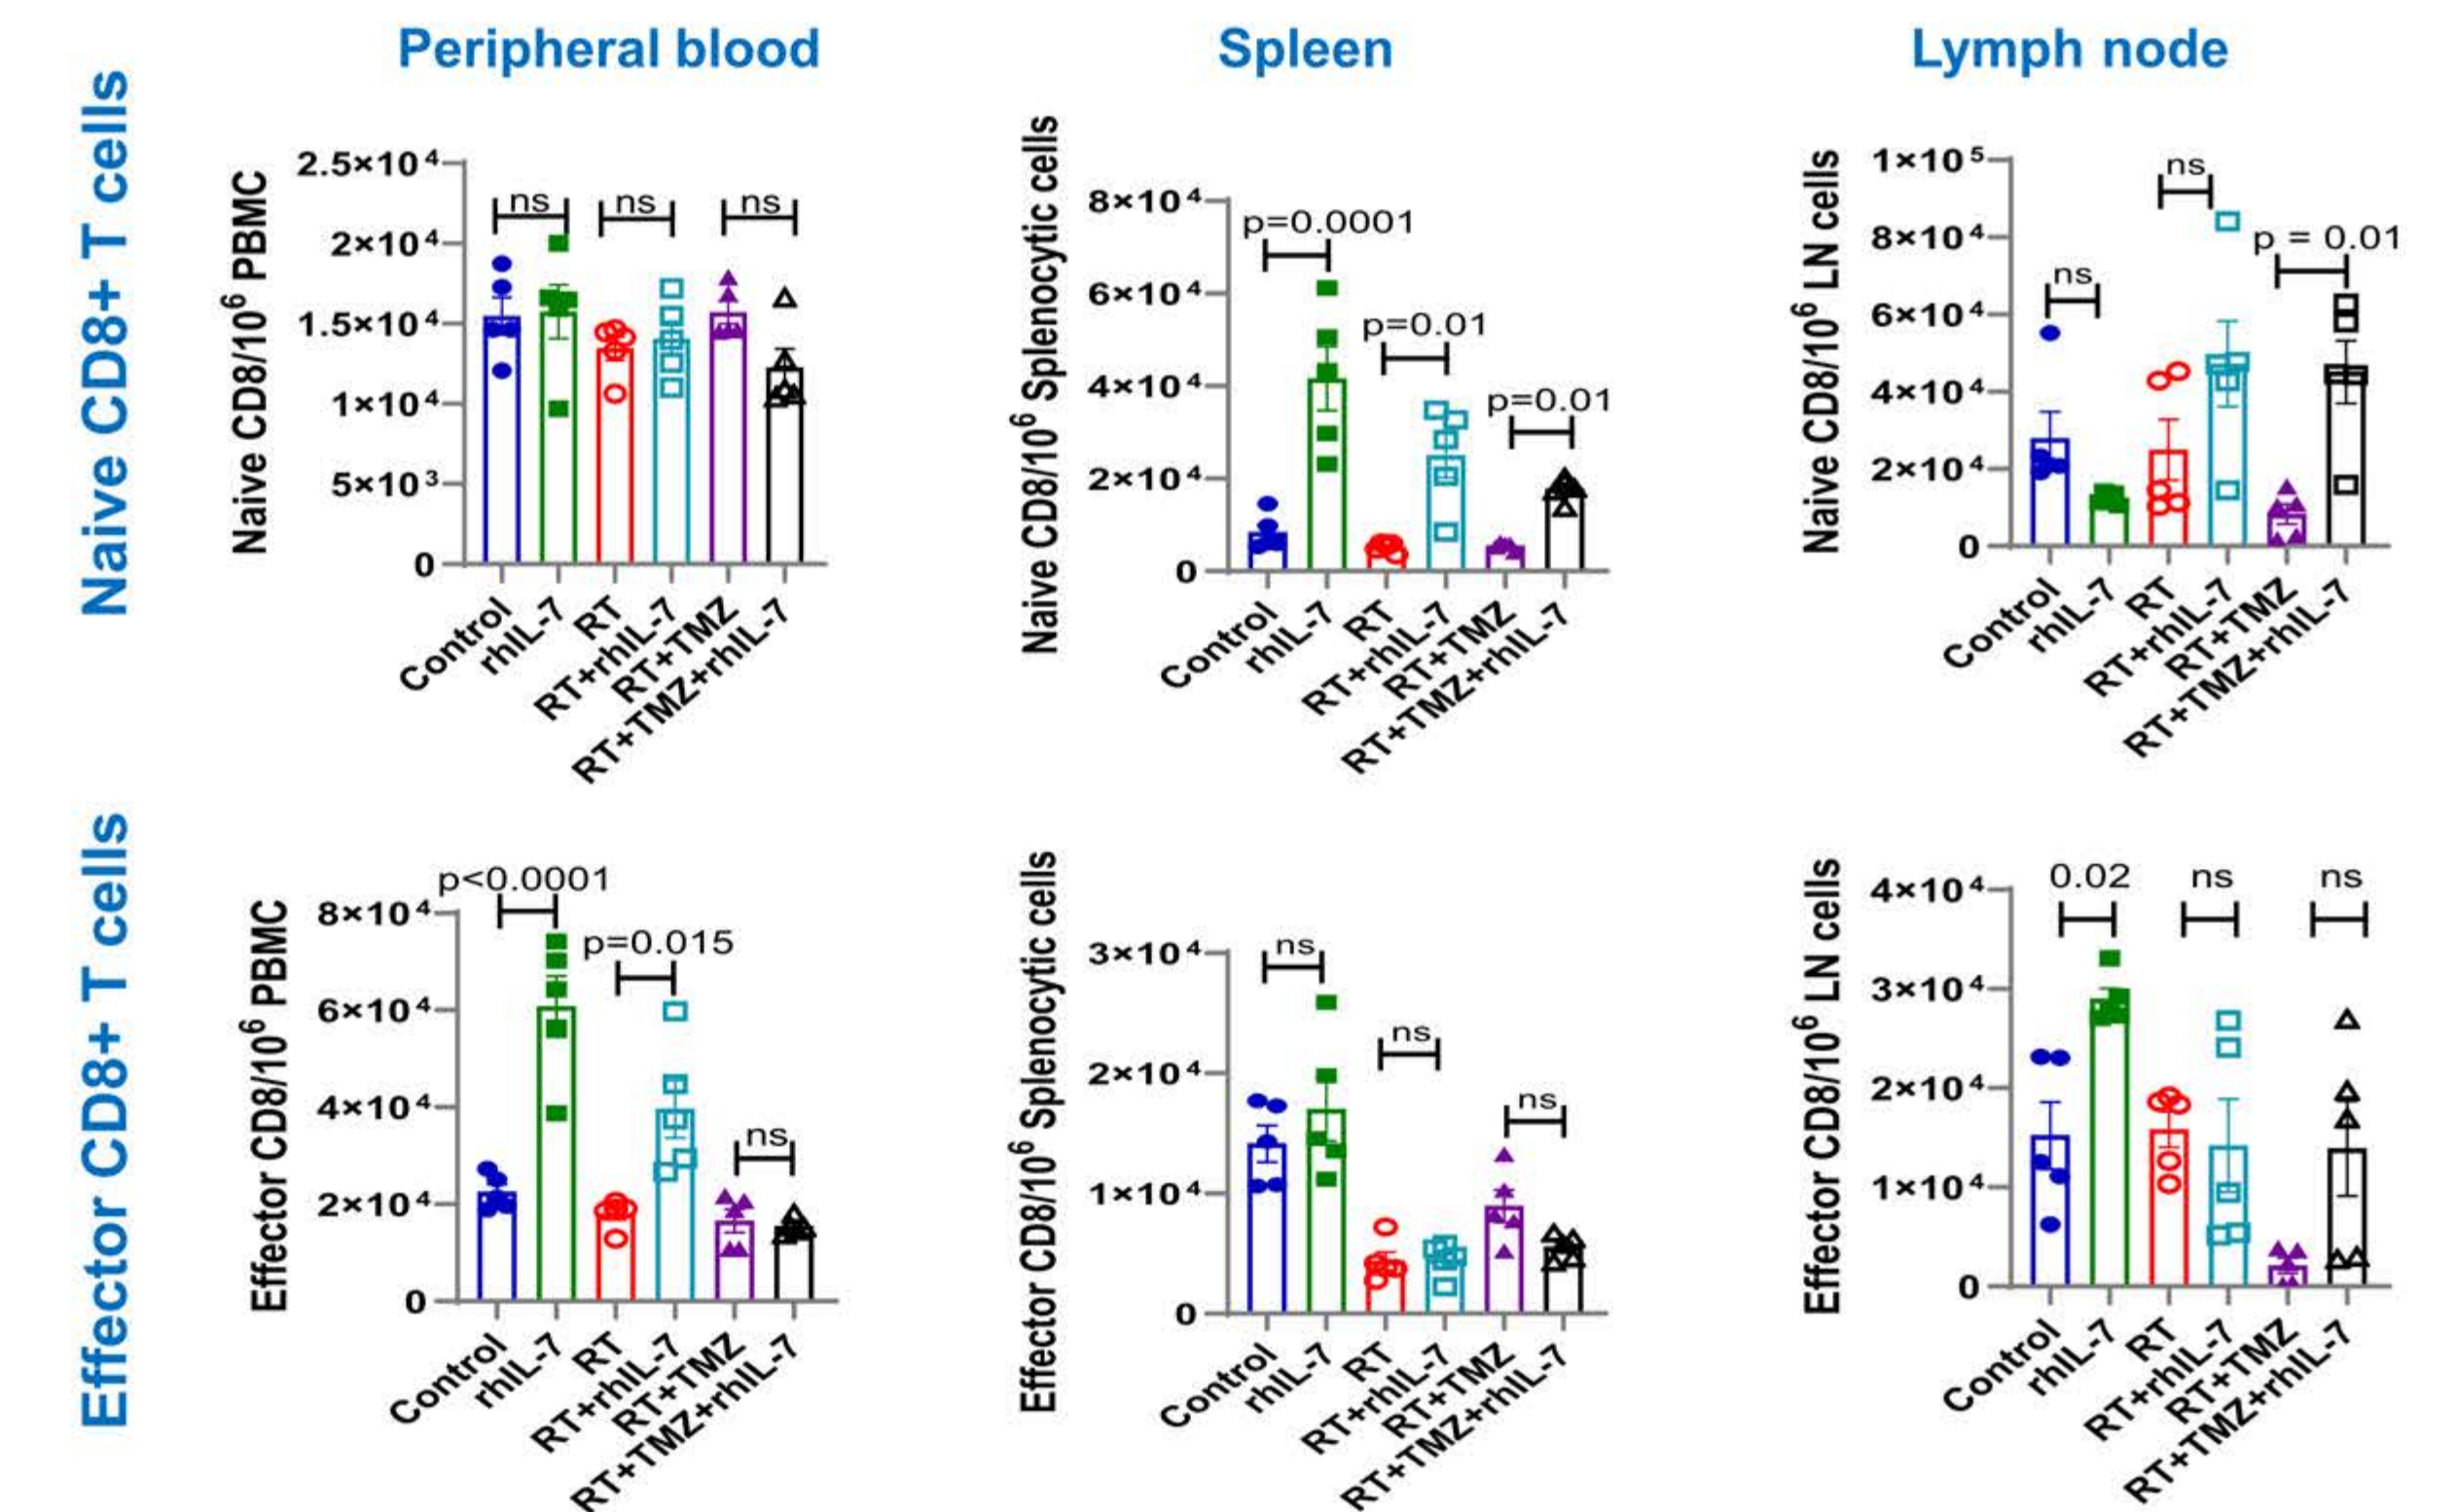 Peripheral blood
Spleen
Lymph node
Naive CD8+ T cells
Naive CD8/10⁶ PBMC
2.5×10⁴
2×10⁴
1.5×10⁴
1×10⁴
5×10³
0
ns
ns
ns
Control
rhIL-7
RT
RT+rhIL-7
RT+TMZ
RT+TMZ+rhIL-7
Naive CD8/10⁶ Splenocytic cells
8×10⁴
6×10⁴
4×10⁴
2×10⁴
0
p=0.0001
p=0.01
p=0.01
Control
rhIL-7
RT
RT+rhIL-7
RT+TMZ
RT+TMZ+rhIL-7
Naive CD8/10⁶ LN cells
1×10⁵
8×10⁴
6×10⁴
4×10⁴
2×10⁴
0
ns
ns
p = 0.01
Control
rhIL-7
RT
RT+rhIL-7
RT+TMZ
RT+TMZ+rhIL-7
Effector CD8+ T cells
Effector CD8/10⁶ PBMC
8×10⁴
6×10⁴
4×10⁴
2×10⁴
0
p<0.0001
p=0.015
ns
Control
rhIL-7
RT
RT+rhIL-7
RT+TMZ
RT+TMZ+rhIL-7
Effector CD8/10⁶ Splenocytic cells
3×10⁴
2×10⁴
1×10⁴
0
ns
ns
ns
Control
rhIL-7
RT
RT+rhIL-7
RT+TMZ
RT+TMZ+rhIL-7
Effector CD8/10⁶ LN cells
4×10⁴
3×10⁴
2×10⁴
1×10⁴
0
0.02
ns
ns
Control
rhIL-7
RT
RT+rhIL-7
RT+TMZ
RT+TMZ+rhIL-7